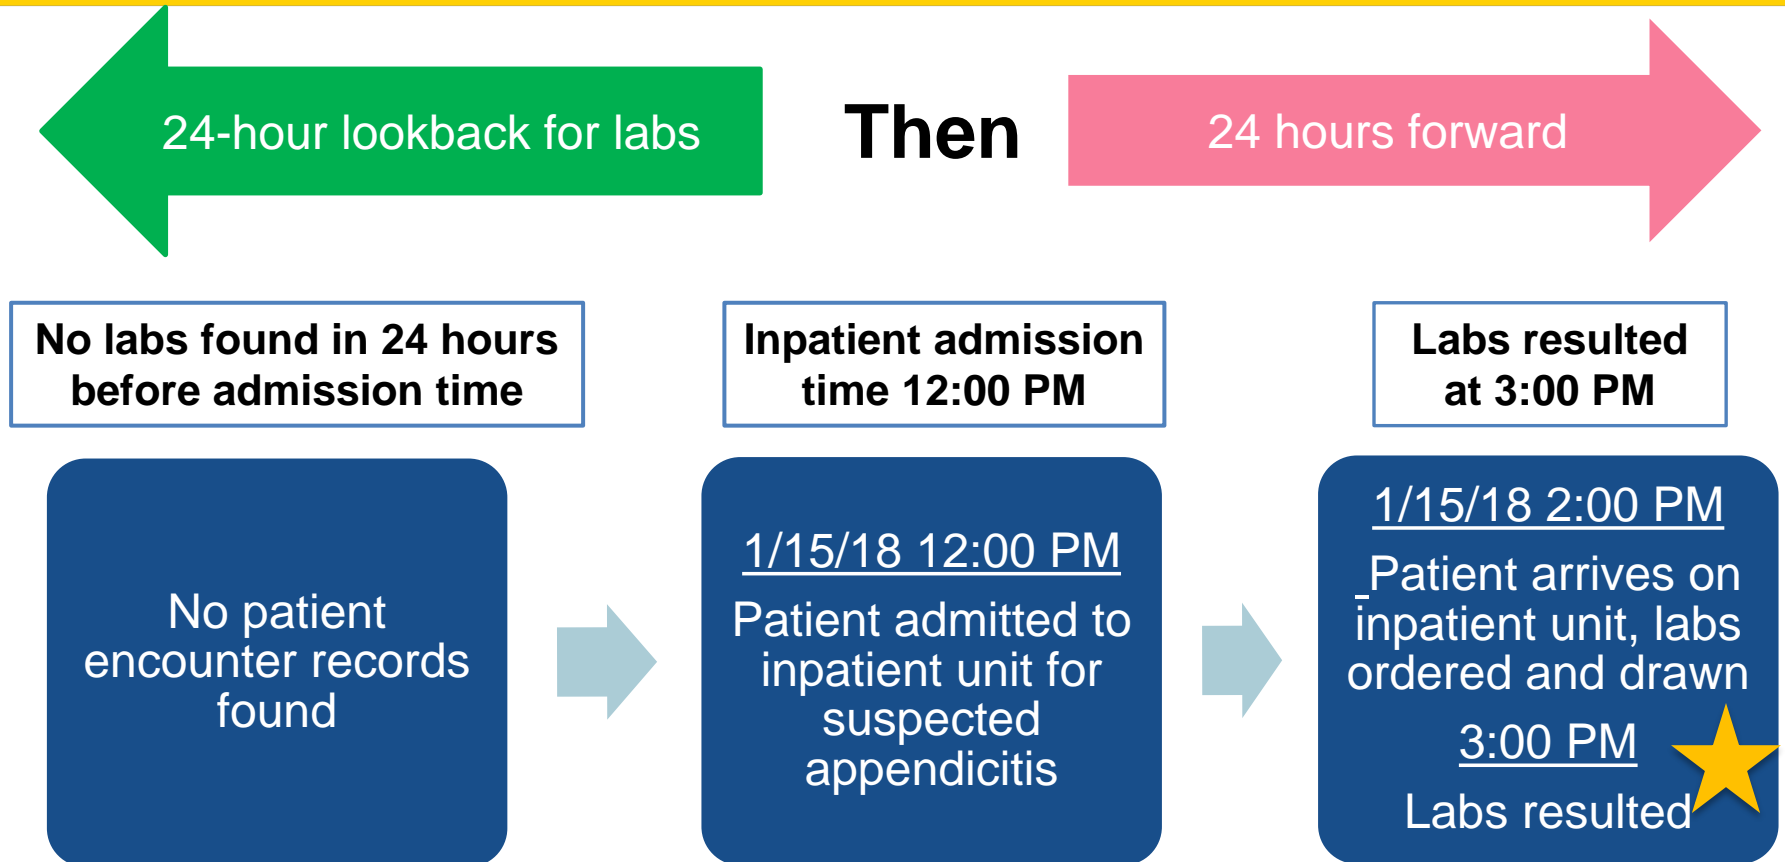 24-hour lookback for labs
Then
24 hours forward
No labs found in 24 hours
before admission time
Inpatient admission
time 12:00 PM
Labs resulted
at 3:00 PM
No patient
encounter records
found
1/15/18 12:00 PM
Patient admitted to
inpatient unit for
suspected
appendicitis
1/15/18 2:00 PM
Patient arrives on
inpatient unit, labs
ordered and drawn
3:00 PM
Labs resulted